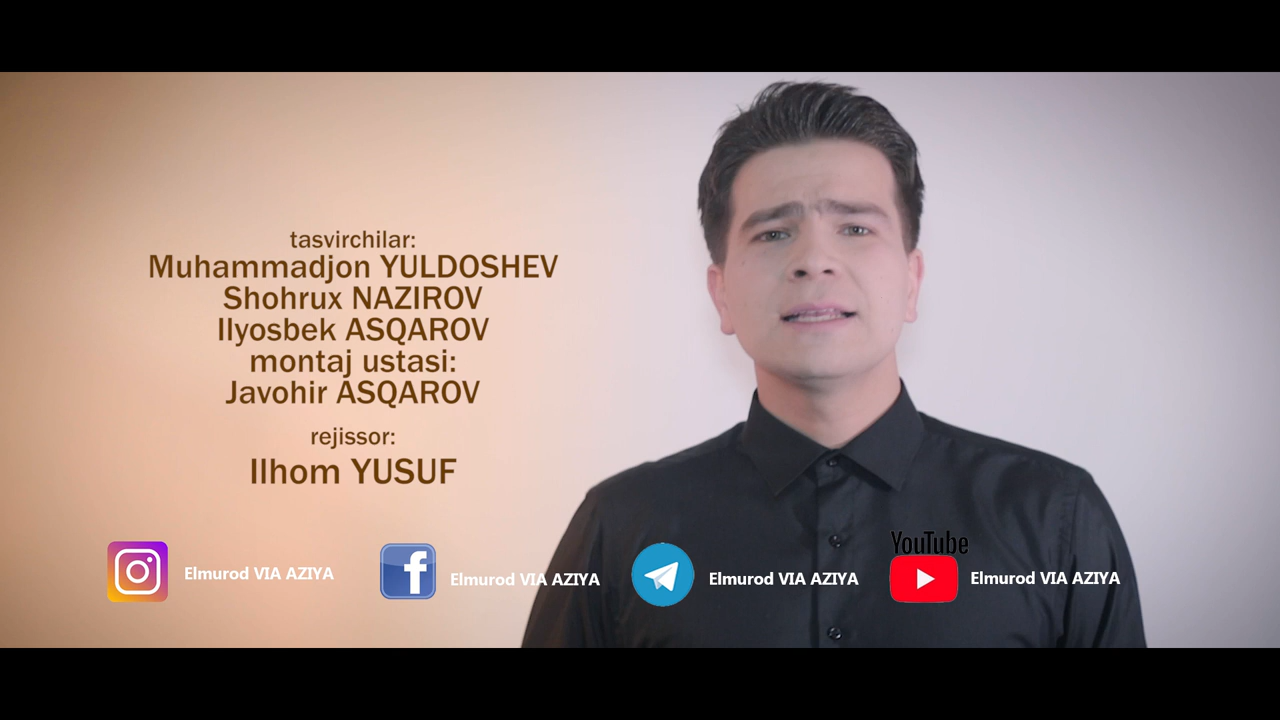 tasvirchilar:
Muhammadjon YULDOSHEV
Shohrux NAZIROV
Ilyosbek ASQAROV
montaj ustasi:
Javohir ASQAROV
rejissor:
Ilhom YUSUF
Elmurod VIA AZIYA
Elmurod VIA AZIYA
Elmurod VIA AZIYA
YouTube
Elmurod VIA AZIYA